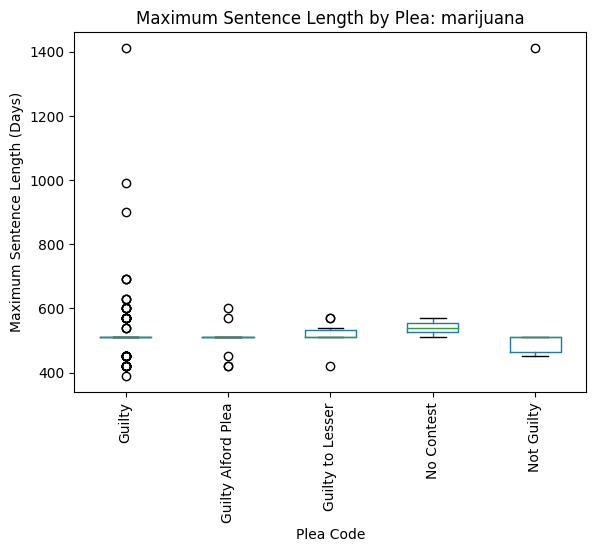 Maximum Sentence Length by Plea: marijuana
Maximum Sentence Length (Days)
1400
1200
1000
800
600
400
Guilty
Guilty Alford Plea
Guilty to Lesser
No Contest
Not Guilty
Plea Code